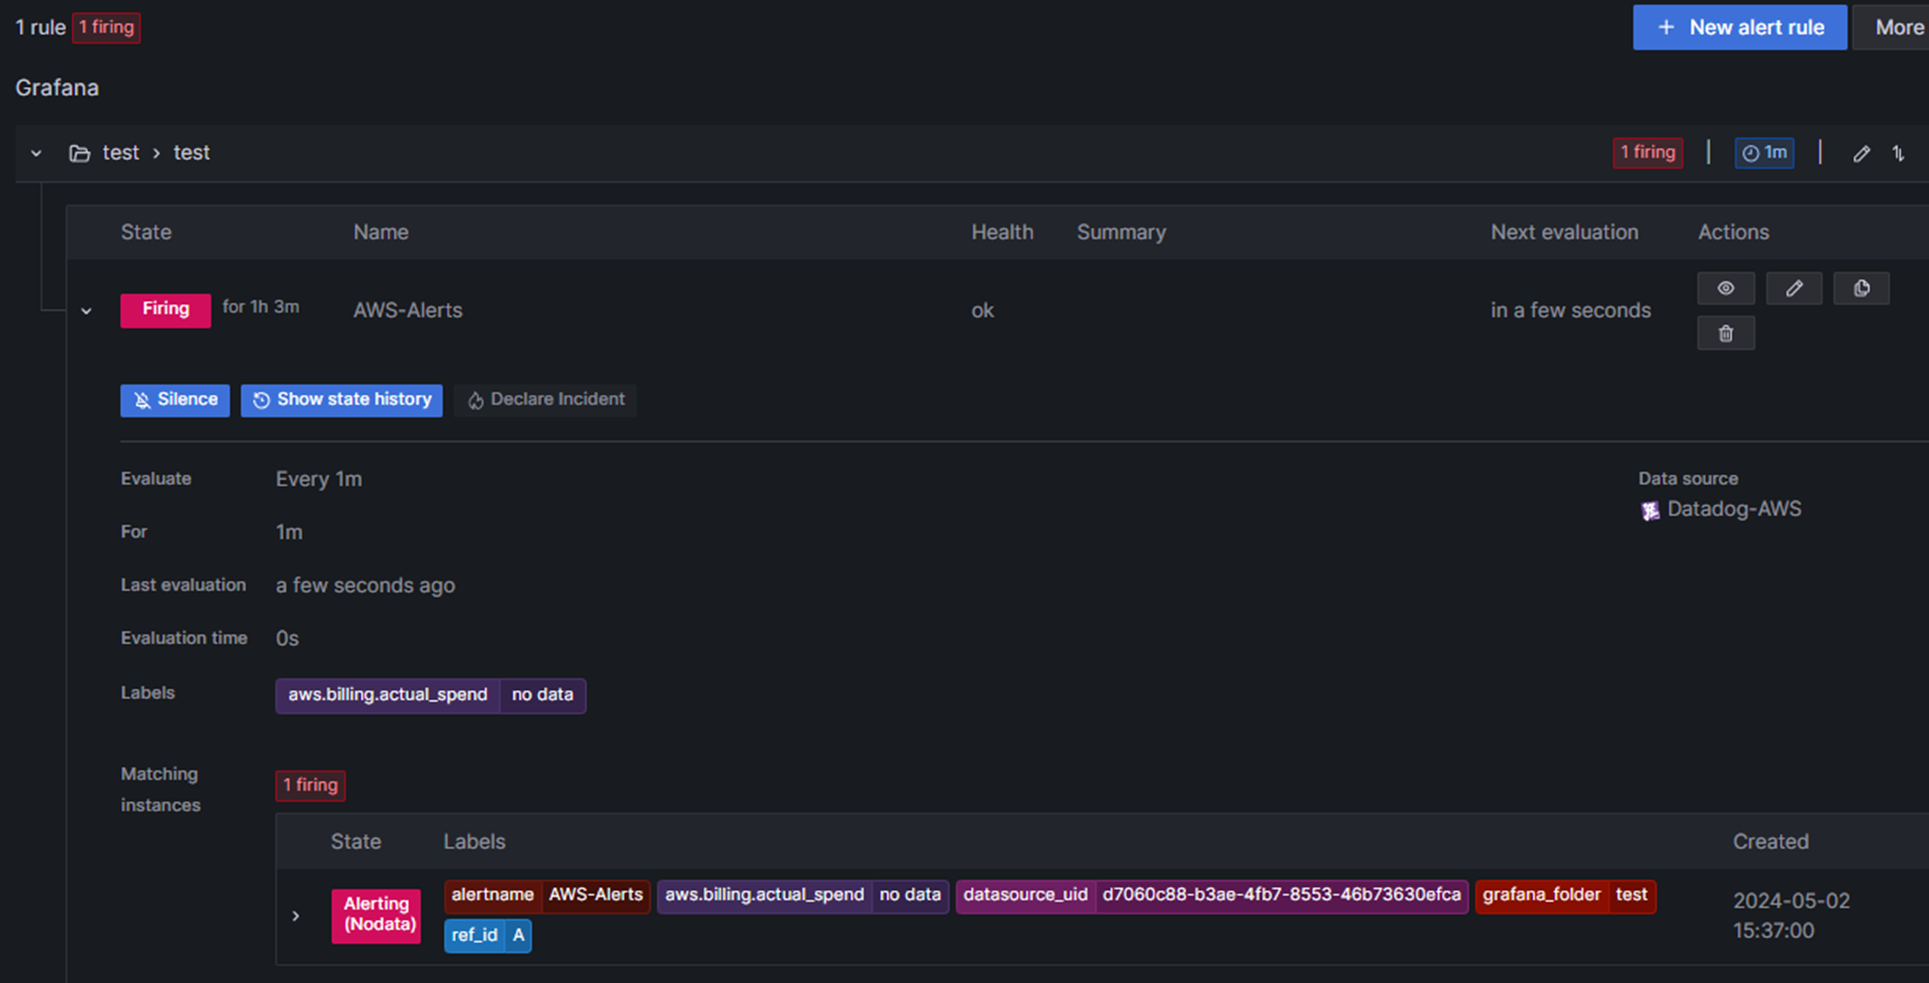 1 rule 1 firing
+ New alert rule More
Grafana
test > test 1 firing | 1m |
State Name Health Summary Next evaluation Actions
Firing for 1h 3m AWS-Alerts ok in a few seconds
Silence Show state history Declare Incident
Evaluate Every 1m
Data source
Datadog-AWS
For 1m
Last evaluation a few seconds ago
Evaluation time 0s
Labels aws.billing.actual_spend no data
Matching
instances
1 firing
State Labels Created
Alerting
(Nodata)
alertname AWS-Alerts aws.billing.actual_spend no data datasource_uid d7060c88-b3ae-4fb7-8553-46b73630efca grafana_folder test
ref_id A
2024-05-02
15:37:00